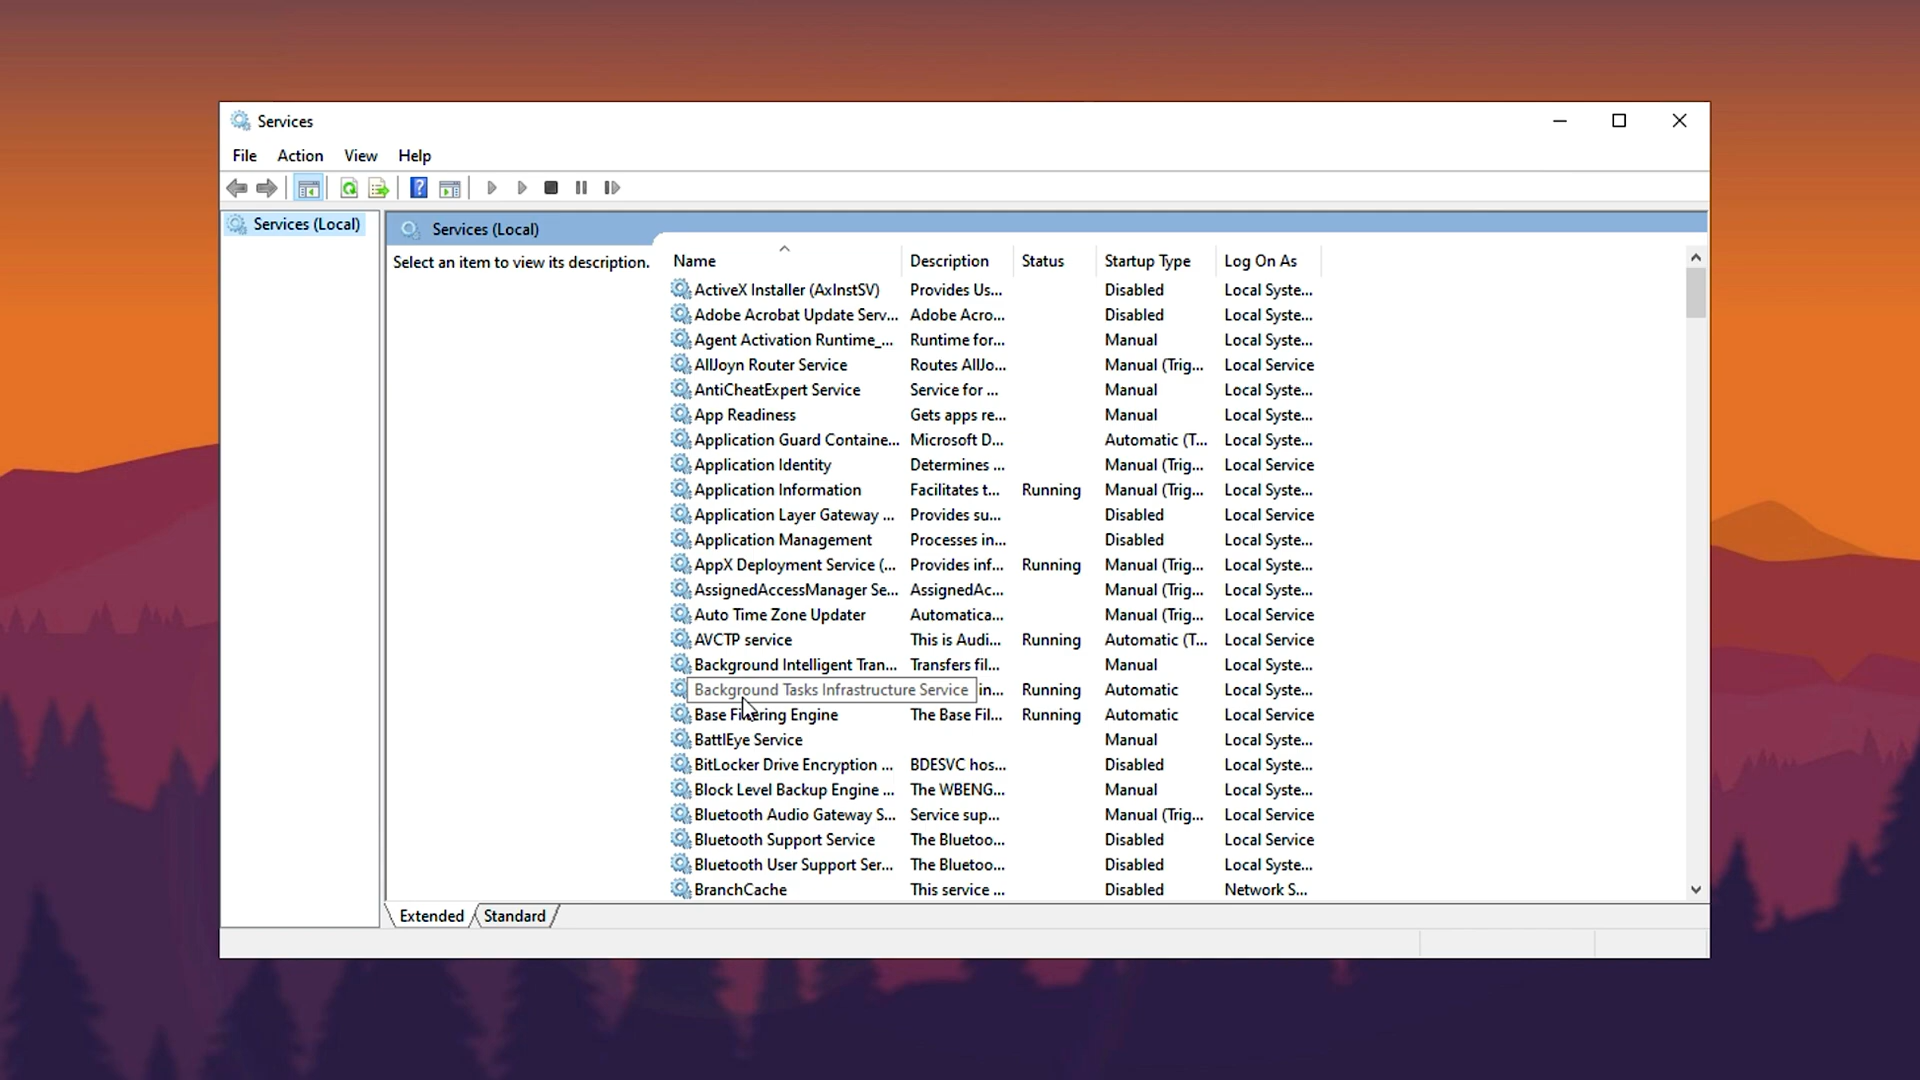 Services
File Action View Help
Services (Local)
Services (Local)
Select an item to view its description.
Name Description Status Startup Type Log On As
ActiveX Installer (AxInstSV) Provides Us... Disabled Local Syste...
Adobe Acrobat Update Serv... Adobe Acro... Disabled Local Syste...
Agent Activation Runtime_... Runtime for... Manual Local Syste...
AllJoyn Router Service Routes AllJo... Manual (Trig... Local Service
AntiCheatExpert Service Service for ... Manual Local Syste...
App Readiness Gets apps re... Manual Local Syste...
Application Guard Containe... Microsoft D... Automatic (T... Local Syste...
Application Identity Determines ... Manual (Trig... Local Service
Application Information Facilitates t... Running Manual (Trig... Local Syste...
Application Layer Gateway ... Provides su... Disabled Local Service
Application Management Processes in... Disabled Local Syste...
AppX Deployment Service (... Provides inf... Running Manual (Trig... Local Syste...
AssignedAccessManager Se... AssignedAc... Manual (Trig... Local Syste...
Auto Time Zone Updater Automatica... Manual (Trig... Local Service
AVCTP service This is Audi... Running Automatic (T... Local Service
Background Intelligent Tran... Transfers fil... Manual Local Syste...
Background Tasks Infrastructure Service in... Running Automatic Local Syste...
Base Filtering Engine The Base Fil... Running Automatic Local Service
BattlEye Service Manual Local Syste...
BitLocker Drive Encryption ... BDESVC hos... Disabled Local Syste...
Block Level Backup Engine ... The WBENG... Manual Local Syste...
Bluetooth Audio Gateway S... Service sup... Manual (Trig... Local Service
Bluetooth Support Service The Bluetoo... Disabled Local Service
Bluetooth User Support Ser... The Bluetoo... Disabled Local Syste...
BranchCache This service ... Disabled Network S...
Extended Standard